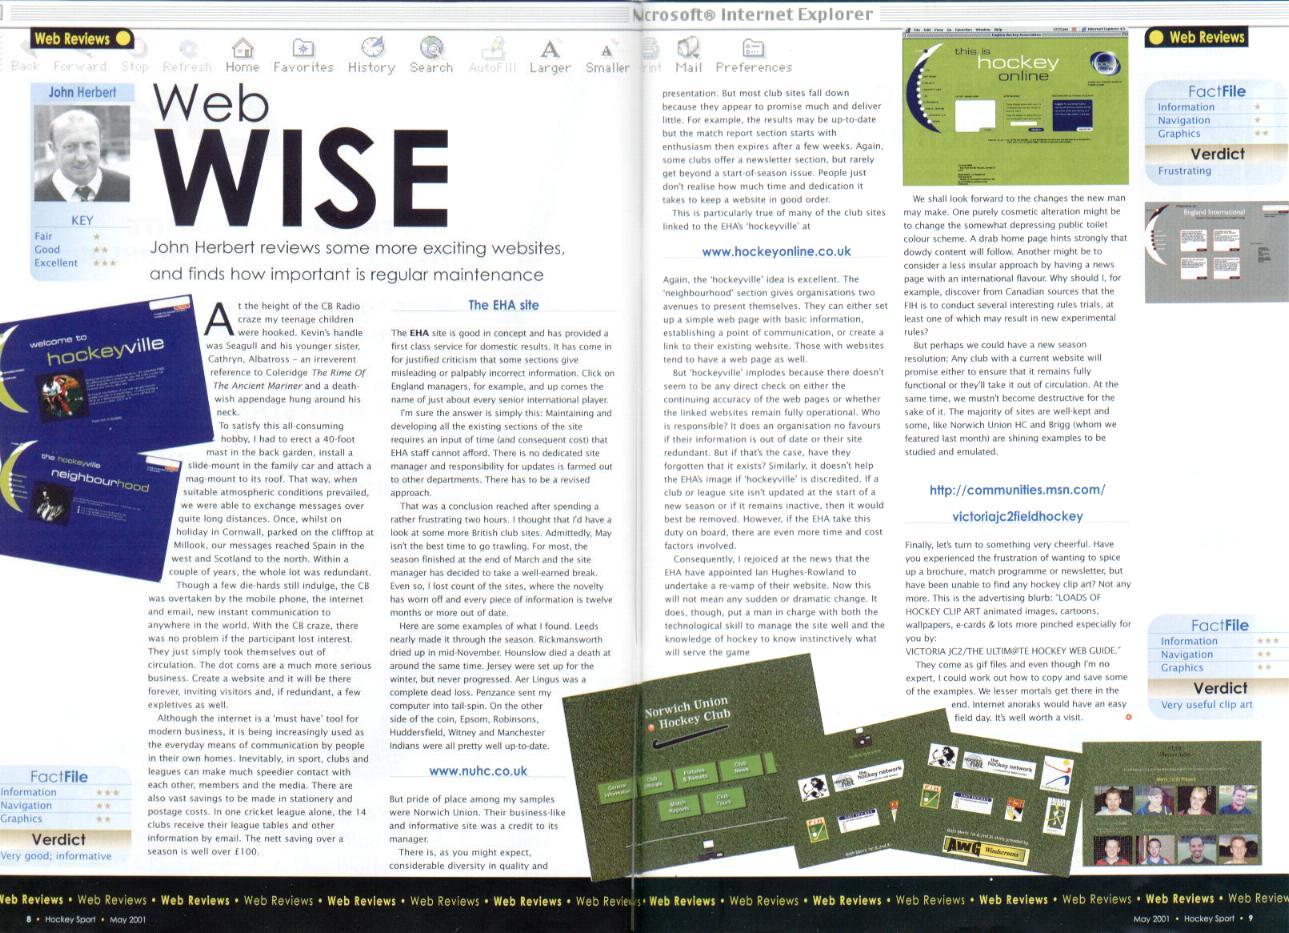 Microsoft® Internet Explorer
Web Reviews
Back Forward Stop Refresh Home Favorites History Search AutoFill Larger Smaller Print Mail Preferences
John Herbert
KEY
Fair ★
Good ★★
Excellent ★★★
Web
WISE
John Herbert reviews some more exciting websites,
and finds how important is regular maintenance
welcome to
hockeyville
the hockeyville
neighbourhood
At the height of the CB Radio
craze my teenage children
were hooked. Kevin's handle
was Seagull and his younger sister,
Cathryn, Albatross – an irreverent
reference to Coleridge The Rime Of
The Ancient Mariner and a death-
wish appendage hung around his
neck.
To satisfy this all-consuming
hobby, I had to erect a 40-foot
mast in the back garden, install a
slide-mount in the family car and attach a
mag-mount to its roof. That way, when
suitable atmospheric conditions prevailed,
we were able to exchange messages over
quite long distances. Once, whilst on
holiday in Cornwall, parked on the clifftop at
Millook, our messages reached Spain in the
west and Scotland to the north. Within a
couple of years, the whole lot was redundant.
Though a few die-hards still indulge, the CB
was overtaken by the mobile phone, the internet
and email, new instant communication to
anywhere in the world. With the CB craze, there
was no problem if the participant lost interest.
They just simply took themselves out of
circulation. The dot coms are a much more serious
business. Create a website and it will be there
forever, inviting visitors and, if redundant, a few
expletives as well.
Although the internet is a 'must have' tool for
modern business, it is being increasingly used as
the everyday means of communication by people
in their own homes. Inevitably, in sport, clubs and
leagues can make much speedier contact with
each other, members and the media. There are
also vast savings to be made in stationery and
postage costs. In one cricket league alone, the 14
clubs receive their league tables and other
information by email. The nett saving over a
season is well over £100.
FactFile
Information ★★★
Navigation ★★
Graphics ★★
Verdict
Very good; informative
The EHA site
The EHA site is good in concept and has provided a
first class service for domestic results. It has come in
for justified criticism that some sections give
misleading or palpably incorrect information. Click on
England managers, for example, and up comes the
name of just about every senior international player.
I'm sure the answer is simply this: Maintaining and
developing all the existing sections of the site
requires an input of time (and consequent cost) that
EHA staff cannot afford. There is no dedicated site
manager and responsibility for updates is farmed out
to other departments. There has to be a revised
approach.
That was a conclusion reached after spending a
rather frustrating two hours. I thought that I'd have a
look at some more British club sites. Admittedly, May
isn't the best time to go trawling. For most, the
season finished at the end of March and the site
manager has decided to take a well-earned break.
Even so, I lost count of the sites, where the novelty
has worn off and every piece of information is twelve
months or more out of date.
Here are some examples of what I found. Leeds
nearly made it through the season. Rickmansworth
dried up in mid-November. Hounslow died a death at
around the same time. Jersey were set up for the
winter, but never progressed. Aer Lingus was a
complete dead loss. Penzance sent my
computer into tail-spin. On the other
side of the coin, Epsom, Robinsons,
Huddersfield, Witney and Manchester
Indians were all pretty well up-to-date.
www.nuhc.co.uk
But pride of place among my samples
were Norwich Union. Their business-like
and informative site was a credit to its
manager.
There is, as you might expect,
considerable diversity in quality and
presentation. But most club sites fall down
because they appear to promise much and deliver
little. For example, the results may be up-to-date
but the match report section starts with
enthusiasm then expires after a few weeks. Again,
some clubs offer a newsletter section, but rarely
get beyond a start-of-season issue. People just
don't realise how much time and dedication it
takes to keep a website in good order.
This is particularly true of many of the club sites
linked to the EHA's 'hockeyville' at
www.hockeyonline.co.uk
Again, the 'hockeyville' idea is excellent. The
'neighbourhood' section gives organisations two
avenues to present themselves. They can either set
up a simple web page with basic information,
establishing a point of communication, or create a
link to their existing website. Those with websites
tend to have a web page as well.
But 'hockeyville' implodes because there doesn't
seem to be any direct check on either the
continuing accuracy of the web pages or whether
the linked websites remain fully operational. Who
is responsible? It does an organisation no favours
if their information is out of date or their site
redundant. But if that's the case, have they
forgotten that it exists? Similarly, it doesn't help
the EHA's image if 'hockeyville' is discredited. If a
club or league site isn't updated at the start of a
new season or if it remains inactive, then it would
best be removed. However, if the EHA take this
duty on board, there are even more time and cost
factors involved.
Consequently, I rejoiced at the news that the
EHA have appointed Ian Hughes-Rowland to
undertake a re-vamp of their website. Now this
will not mean any sudden or dramatic change. It
does, though, put a man in charge with both the
technological skill to manage the site well and the
knowledge of hockey to know instinctively what
will serve the game
this is
hockey
online
We shall look forward to the changes the new man
may make. One purely cosmetic alteration might be
to change the somewhat depressing public toilet
colour scheme. A drab home page hints strongly that
dowdy content will follow. Another might be to
consider a less insular approach by having a news
page with an international flavour. Why should I, for
example, discover from Canadian sources that the
FIH is to conduct several interesting rules trials, at
least one of which may result in new experimental
rules?
But perhaps we could have a new season
resolution: Any club with a current website will
promise either to ensure that it remains fully
functional or they'll take it out of circulation. At the
same time, we mustn't become destructive for the
sake of it. The majority of sites are well-kept and
some, like Norwich Union HC and Brigg (whom we
featured last month) are shining examples to be
studied and emulated.
http://communities.msn.com/
victoriajc2fieldhockey
Finally, let's turn to something very cheerful. Have
you experienced the frustration of wanting to spice
up a brochure, match programme or newsletter, but
have been unable to find any hockey clip art? Not any
more. This is the advertising blurb: "LOADS OF
HOCKEY CLIP ART animated images, cartoons,
wallpapers, e-cards & lots more pinched especially for
you by:
VICTORIA JC2/THE ULTIM@TE HOCKEY WEB GUIDE."
They come as gif files and even though I'm no
expert, I could work out how to copy and save some
of the examples. We lesser mortals get there in the
end. Internet anoraks would have an easy
field day. It's well worth a visit.
Web Reviews
FactFile
Information ★
Navigation ★
Graphics ★★
Verdict
Frustrating
England International
FactFile
Information ★★★
Navigation ★★
Graphics ★★
Verdict
Very useful clip art
Norwich Union
Hockey Club
General
Information
Club
Fixtures
& Results
Club
News
Match
Reports
Club
Tours
the hockey network
the hockey network
AWG Windscreens
Web Reviews • Web Reviews • Web Reviews • Web Reviews • Web Reviews • Web Reviews • Web Reviews • Web Reviews • Web Reviews • Web Reviews • Web Reviews • Web Reviews • Web Reviews • Web Reviews • Web Reviews • Web Review
8 • Hockey Sport • May 2001
May 2001 • Hockey Sport • 9